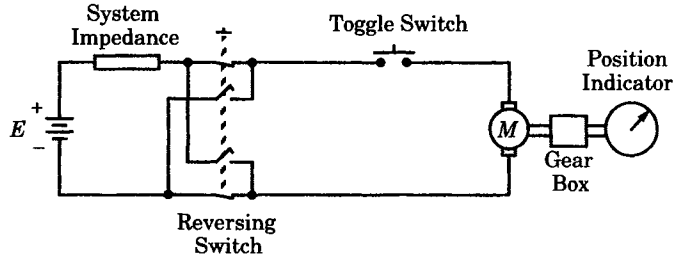 System
Impedance
Toggle Switch
Position
Indicator
+
E
−
M
Gear
Box
Reversing
Switch